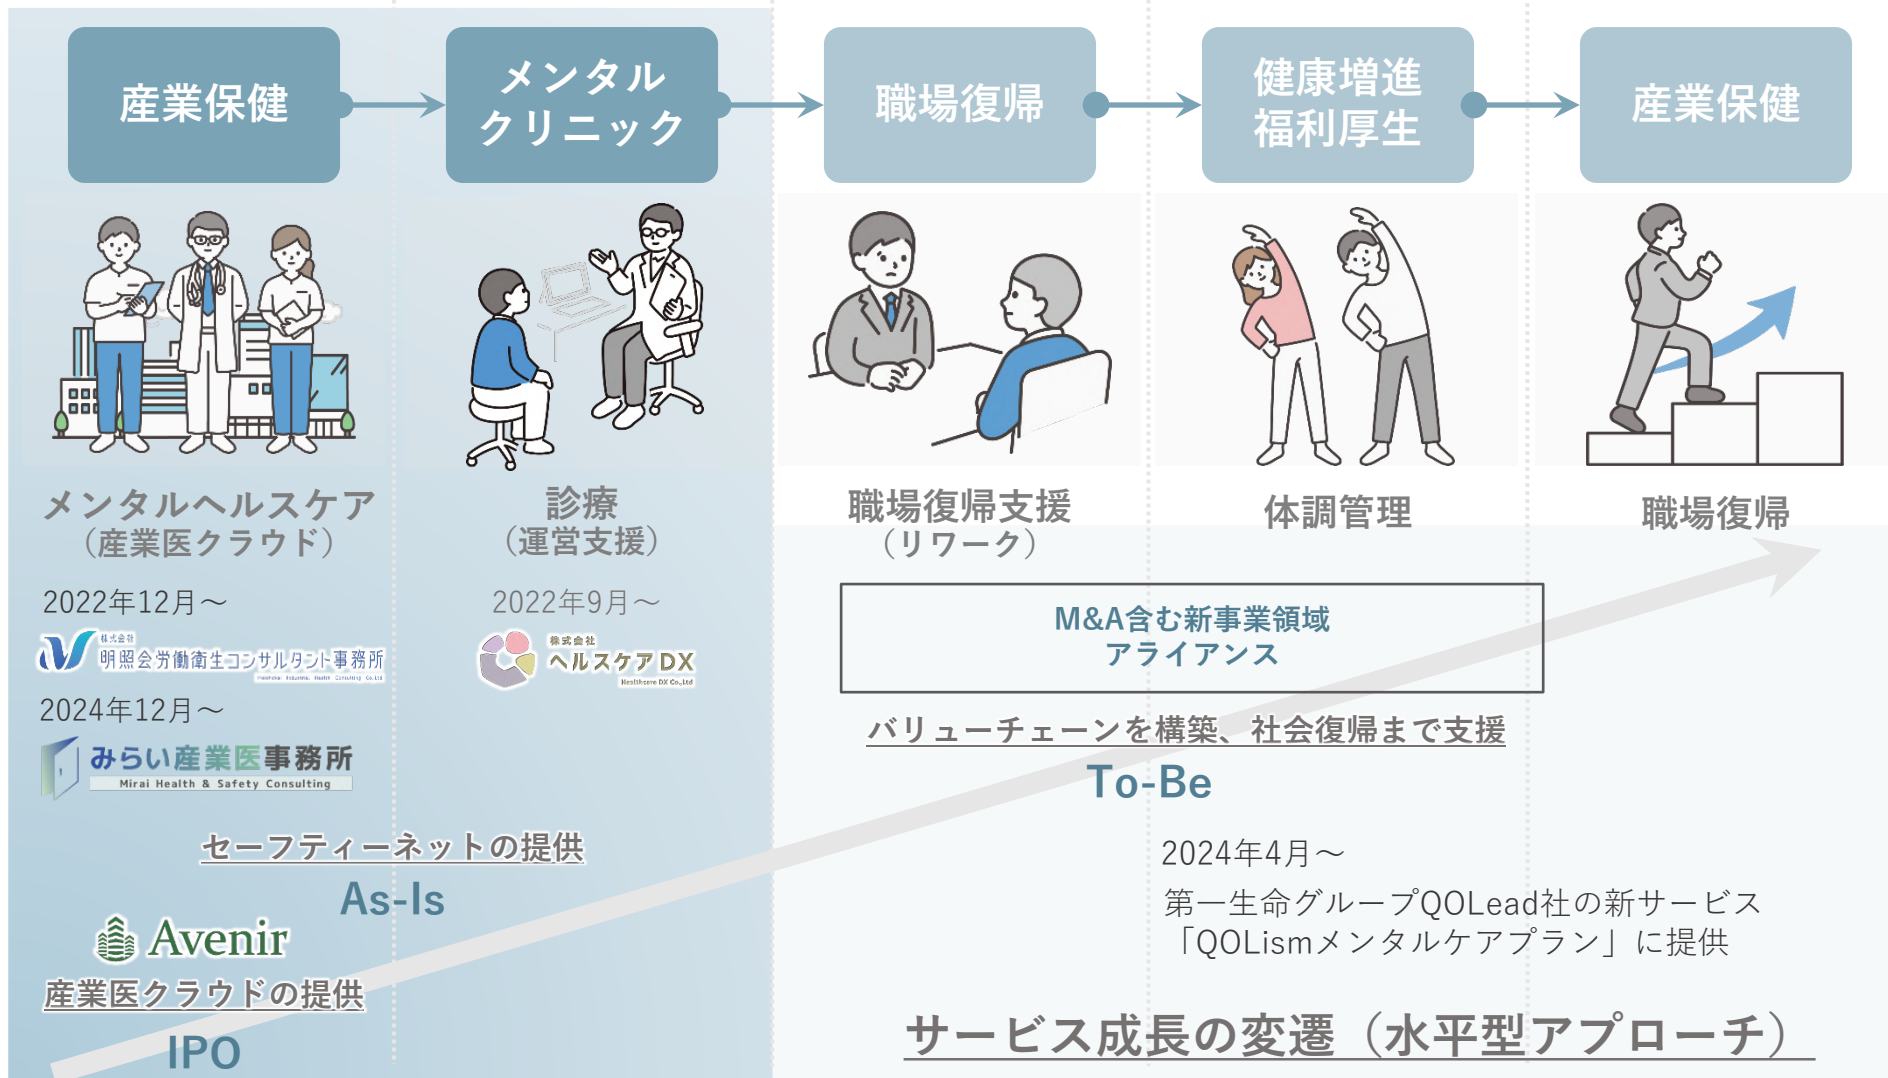 産業保健
メンタル
クリニック
職場復帰
健康増進
福利厚生
産業保健
メンタルヘルスケア
（産業医クラウド）
診療
（運営支援）
職場復帰支援
（リワーク）
体調管理
職場復帰
2022年12月～
株式会社
明照会労働衛生コンサルタント事務所
2024年12月～
みらい産業医事務所
Mirai Health & Safety Consulting
2022年9月～
株式会社
ヘルスケアDX
Healthcare DX Co.,Ltd
M&A含む新事業領域
アライアンス
バリューチェーンを構築、社会復帰まで支援
To-Be
セーフティーネットの提供
As-Is
Avenir
産業医クラウドの提供
IPO
2024年4月～
第一生命グループQOLead社の新サービス
「QOLismメンタルケアプラン」に提供
サービス成長の変遷（水平型アプローチ）